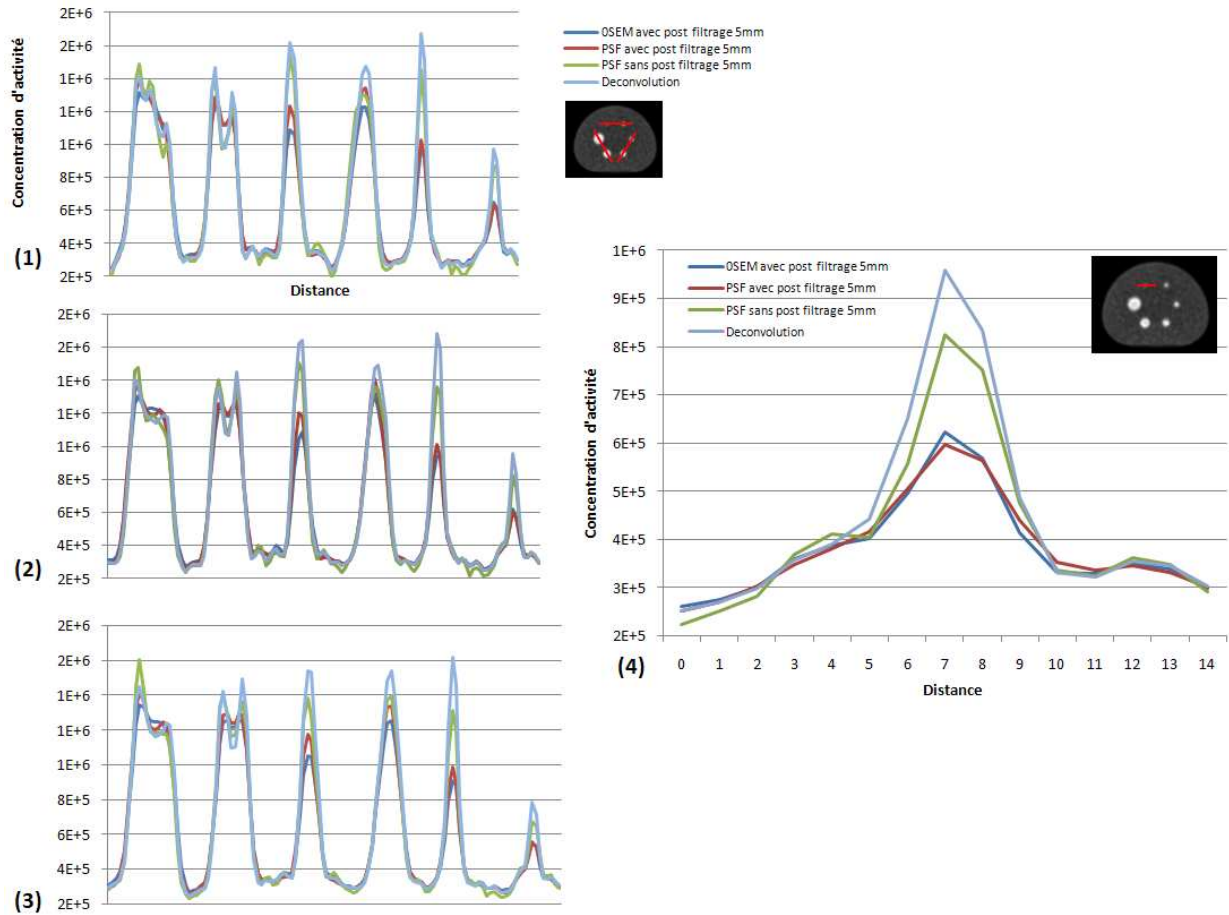 Concentration d'activité
2E+6
2E+6
1E+6
1E+6
1E+6
8E+5
6E+5
4E+5
2E+5
(1)
Distance
OSEM avec post filtrage 5mm
PSF avec post filtrage 5mm
PSF sans post filtrage 5mm
Deconvolution
2E+6
2E+6
1E+6
1E+6
1E+6
8E+5
6E+5
4E+5
2E+5
(2)
2E+6
2E+6
1E+6
1E+6
1E+6
8E+5
6E+5
4E+5
2E+5
(3)
Concentration d'activité
1E+6
9E+5
8E+5
7E+5
6E+5
5E+5
4E+5
3E+5
2E+5
OSEM avec post filtrage 5mm
PSF avec post filtrage 5mm
PSF sans post filtrage 5mm
Deconvolution
(4)
0 1 2 3 4 5 6 7 8 9 10 11 12 13 14
Distance